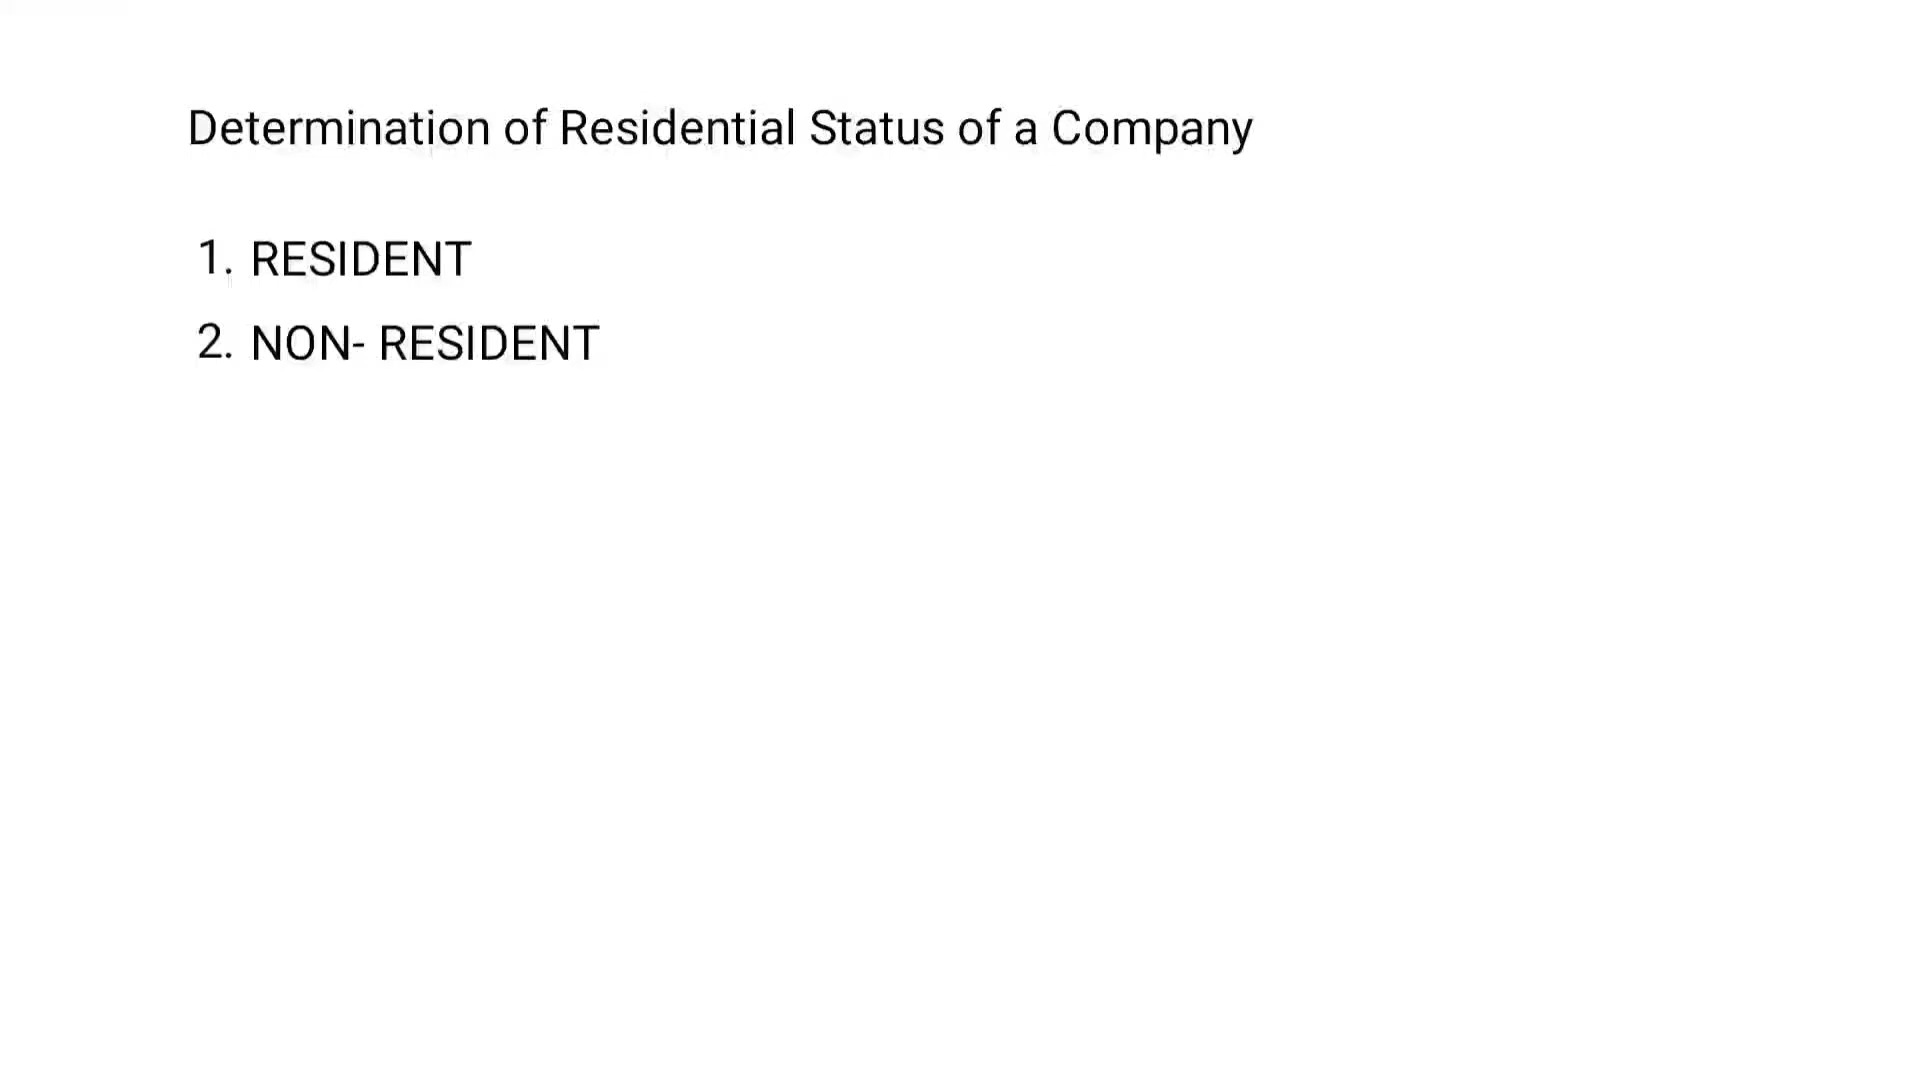 Determination of Residential Status of a Company
1. RESIDENT
2. NON- RESIDENT